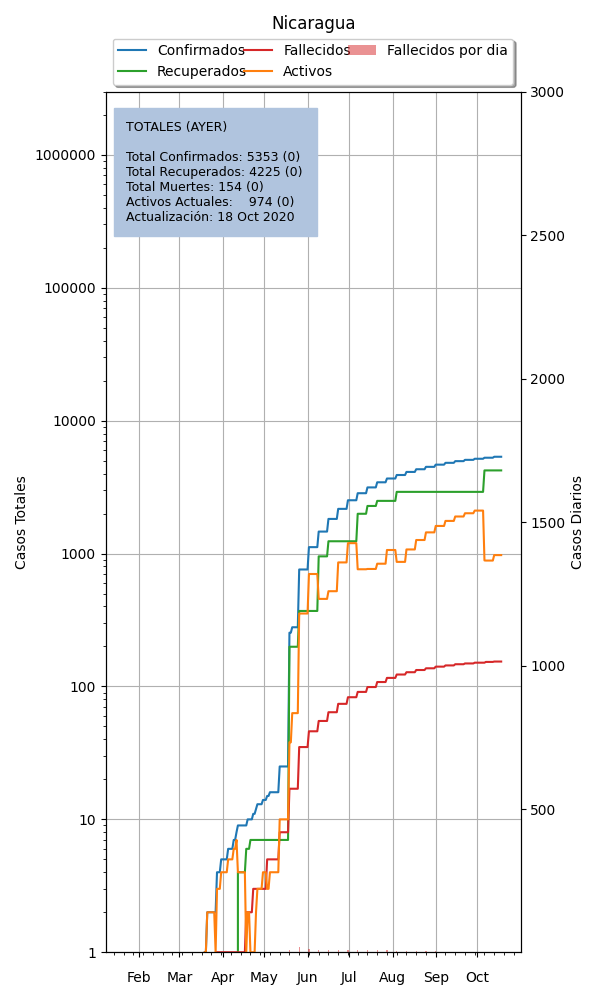 Nicaragua
Confirmados
Recuperados
Fallecidos
Activos
Fallecidos por dia
TOTALES (AYER)
Total Confirmados: 5353 (0)
Total Recuperados: 4225 (0)
Total Muertes: 154 (0)
Activos Actuales: 974 (0)
Actualización: 18 Oct 2020
Casos Totales
1000000
100000
10000
1000
100
10
1
3000
2500
2000
1500
1000
500
Casos Diarios
Feb Mar Apr May Jun Jul Aug Sep Oct